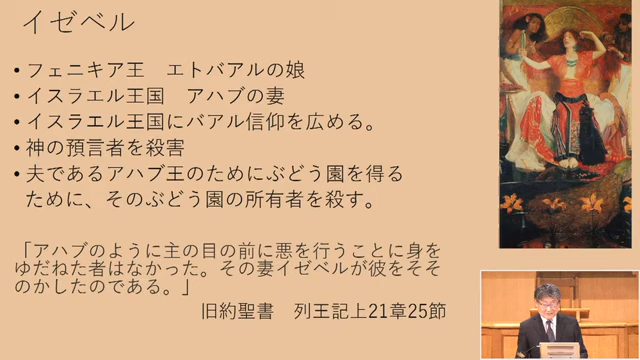 イゼベル
• フェニキア王　エトバアルの娘
• イスラエル王国　アハブの妻
• イスラエル王国にバアル信仰を広める。
• 神の預言者を殺害
• 夫であるアハブ王のためにぶどう園を得る
ために、そのぶどう園の所有者を殺す。
「アハブのように主の目の前に悪を行うことに身を
ゆだねた者はなかった。その妻イゼベルが彼をそそ
のかしたのである。」
旧約聖書　列王記上21章25節